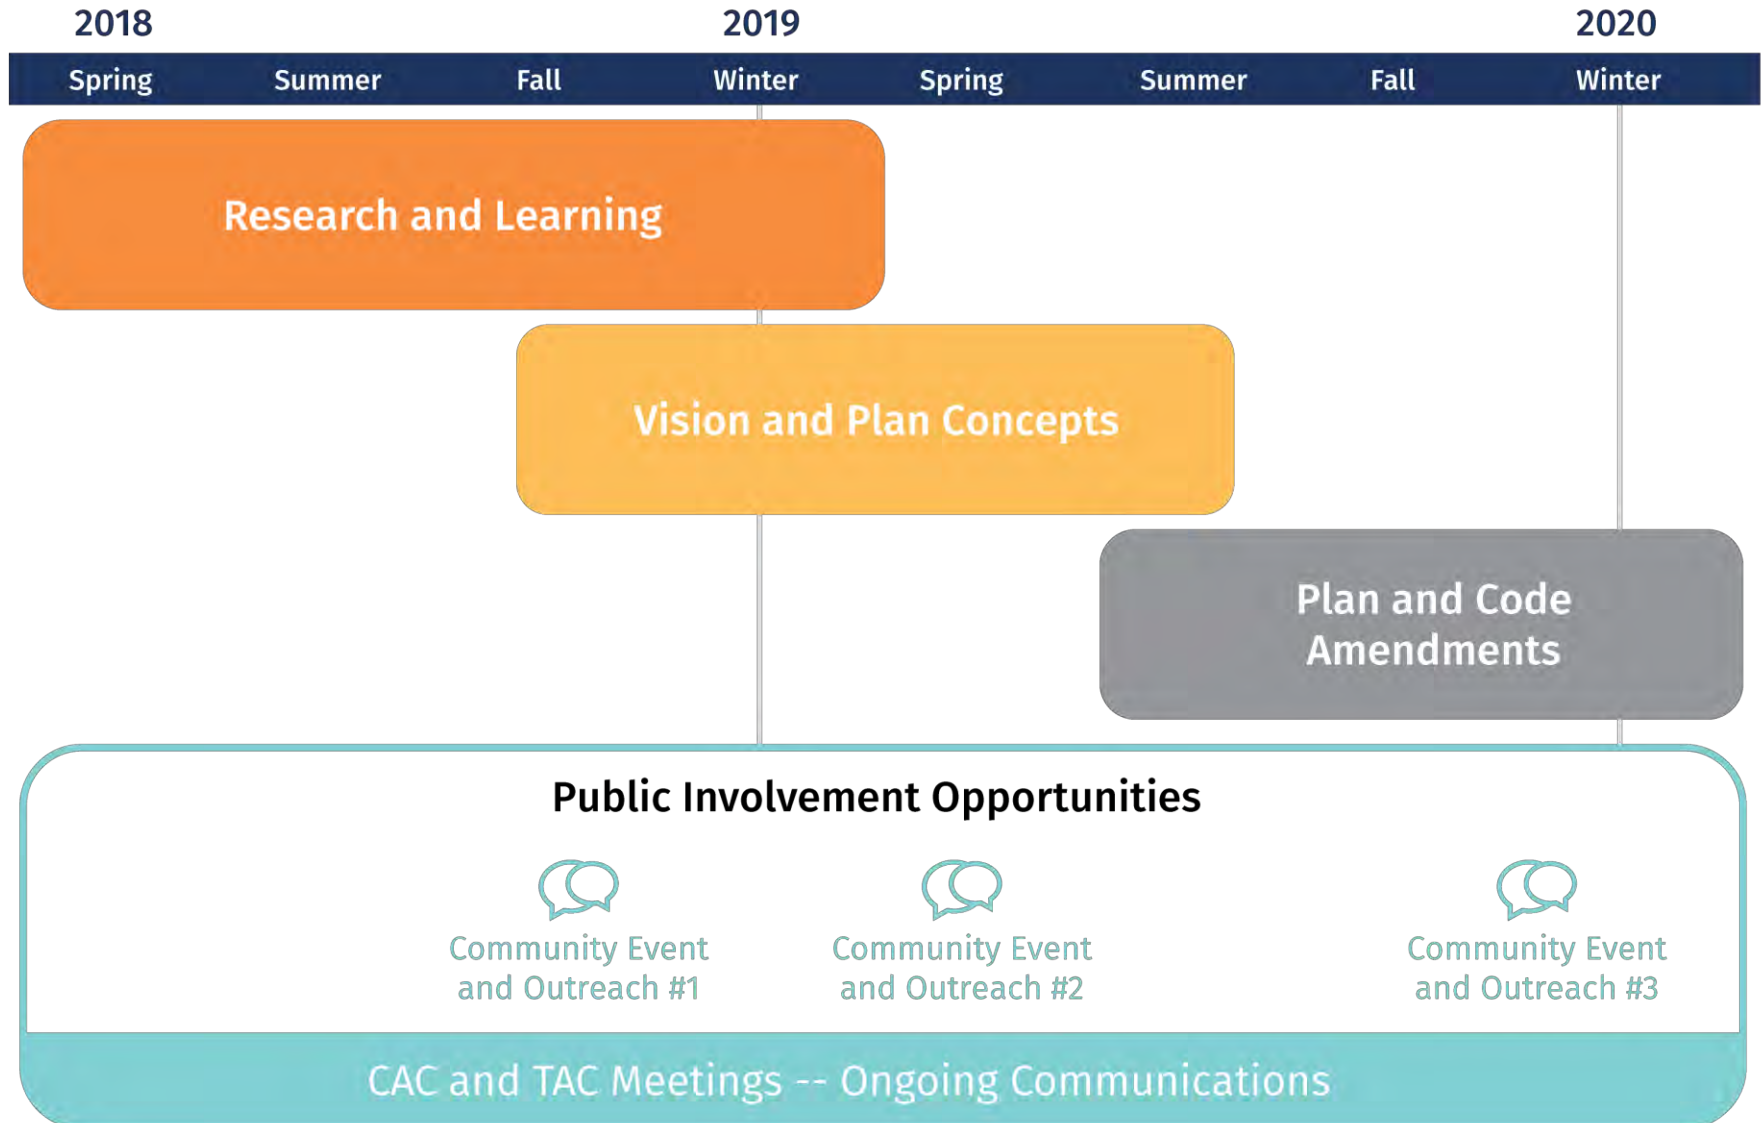 2018 2019 2020
Spring Summer Fall Winter Spring Summer Fall Winter
Research and Learning
Vision and Plan Concepts
Plan and Code
Amendments
Public Involvement Opportunities
Community Event
and Outreach #1
Community Event
and Outreach #2
Community Event
and Outreach #3
CAC and TAC Meetings -- Ongoing Communications